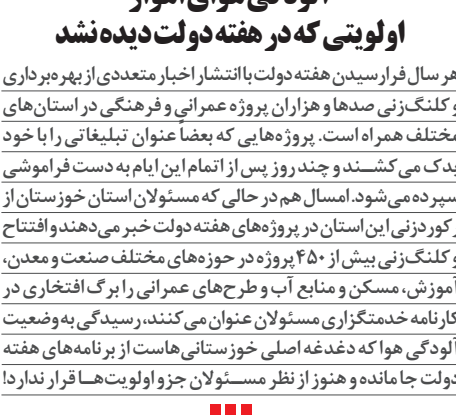 آلودگی هوای اهواز
اولویتی که در هفته دولت دیده نشد
هر سال فرارسیدن هفته دولت با انتشار اخبار متعددی از بهره‌برداری
و کلنگ‌زنی صدها و هزاران پروژه عمرانی و فرهنگی در استان‌های
مختلف همراه است. پروژه‌هایی که بعضاً عنوان تبلیغاتی را با خود
یدک می‌کشند و چند روز پس از اتمام این ایام به دست فراموشی
سپرده می‌شود. امسال هم در حالی که مسئولان استان خوزستان از
رکوردزنی این استان در پروژه‌های هفته دولت خبر می‌دهند و افتتاح
و کلنگ‌زنی بیش از ۴۵۰ پروژه در حوزه‌های مختلف صنعت و معدن،
آموزش، مسکن و منابع آب و طرح‌های عمرانی را برگ افتخاری در
کارنامه خدمتگزاری مسئولان عنوان می‌کنند، رسیدگی به وضعیت
آلودگی هوا که دغدغه اصلی خوزستانی‌هاست از برنامه‌های هفته
دولت جا مانده و هنوز از نظر مسئولان جزو اولویت‌ها قرار ندارد!